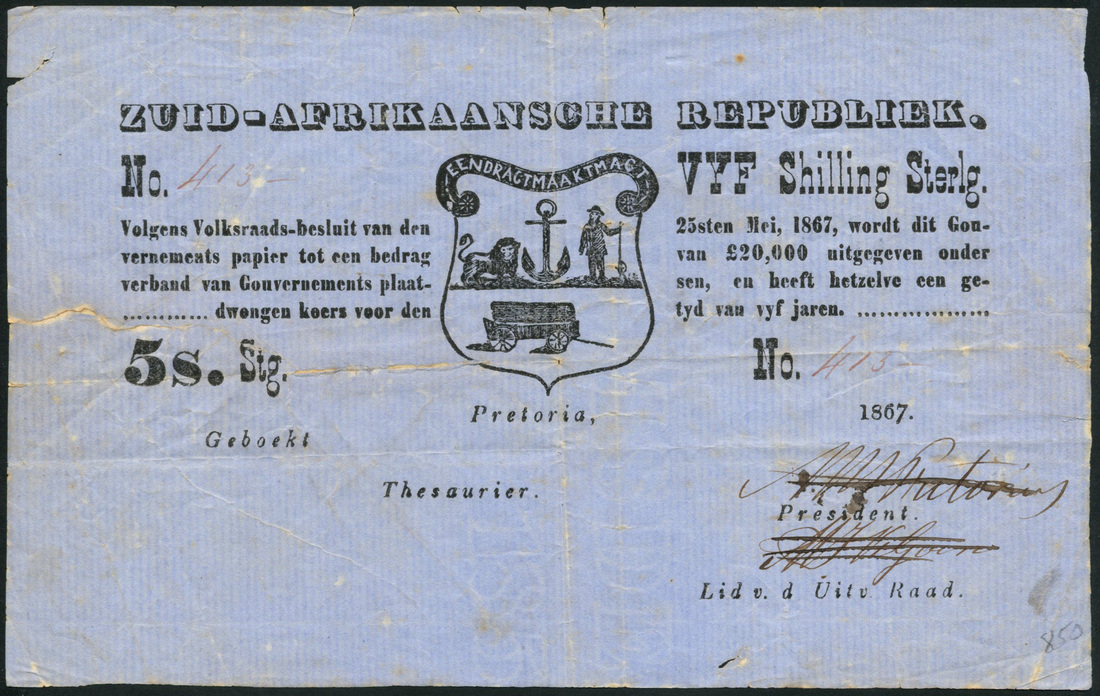 ZUID-AFRIKAANSCHE REPUBLIEK.
No. 413-
EENDRAGT MAAKT MAGT
VYF Shilling Sterlg.
Volgens Volksraads-besluit van den 25sten Mei, 1867, wordt dit Gou-
vernements papier tot een bedrag van £20,000 uitgegeven onder
verband van Gouvernements plaat- sen, en heeft hetzelve een ge-
............ dwongen koers voor den tyd van vyf jaren. ...................
5s. Stg.
No. 413-
Pretoria, 1867.
Geboekt
Thesaurier.
M W Pretorius
President.
Lid v. d Uitv. Raad.
850